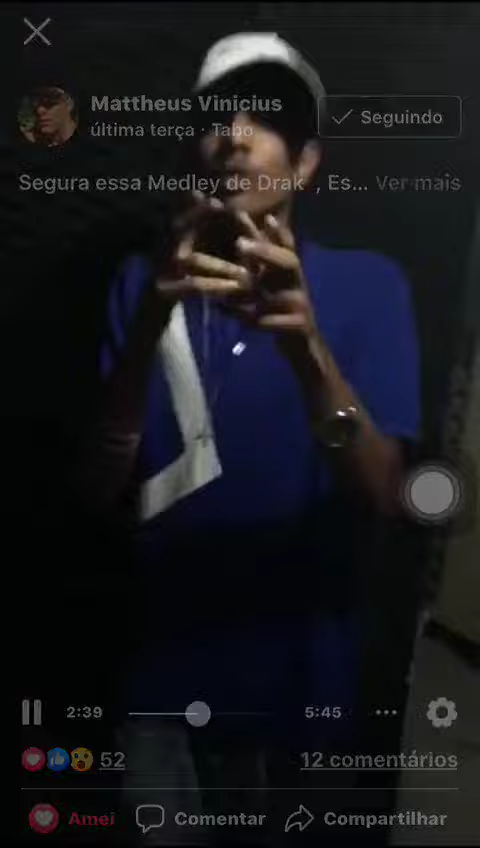 Mattheus Vinicius
Seguindo
última terça · Tabo
Segura essa Medley de Drak , Es... Ver mais
2:39
5:45
52
12 comentários
Amei
Comentar
Compartilhar